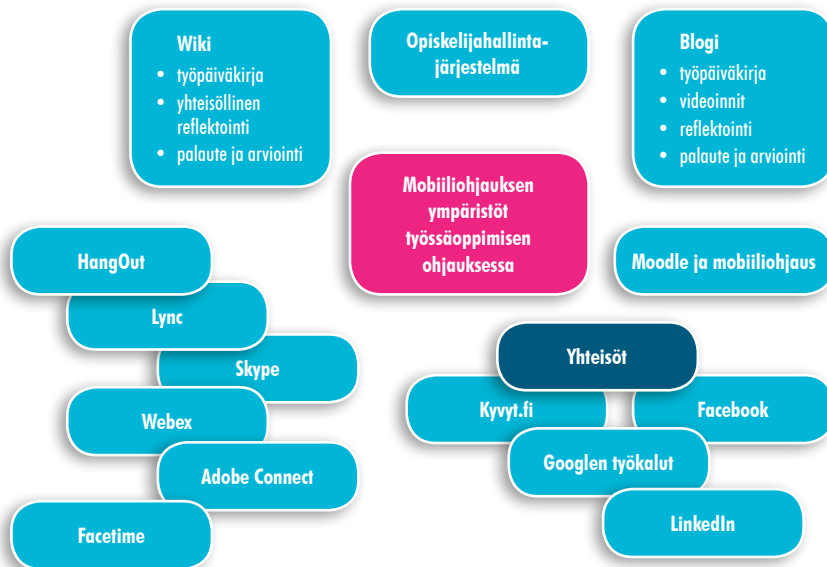 Wiki
• työpäiväkirja
• yhteisöllinen
reflektointi
• palaute ja arviointi
Opiskelijahallinta-
järjestelmä
Blogi
• työpäiväkirja
• videoinnit
• reflektointi
• palaute ja arviointi
Mobiiliohjauksen
ympäristöt
työssäoppimisen
ohjauksessa
HangOut
Lync
Skype
Webex
Adobe Connect
Facetime
Moodle ja mobiiliohjaus
Yhteisöt
Kyvyt.fi
Facebook
Googlen työkalut
LinkedIn